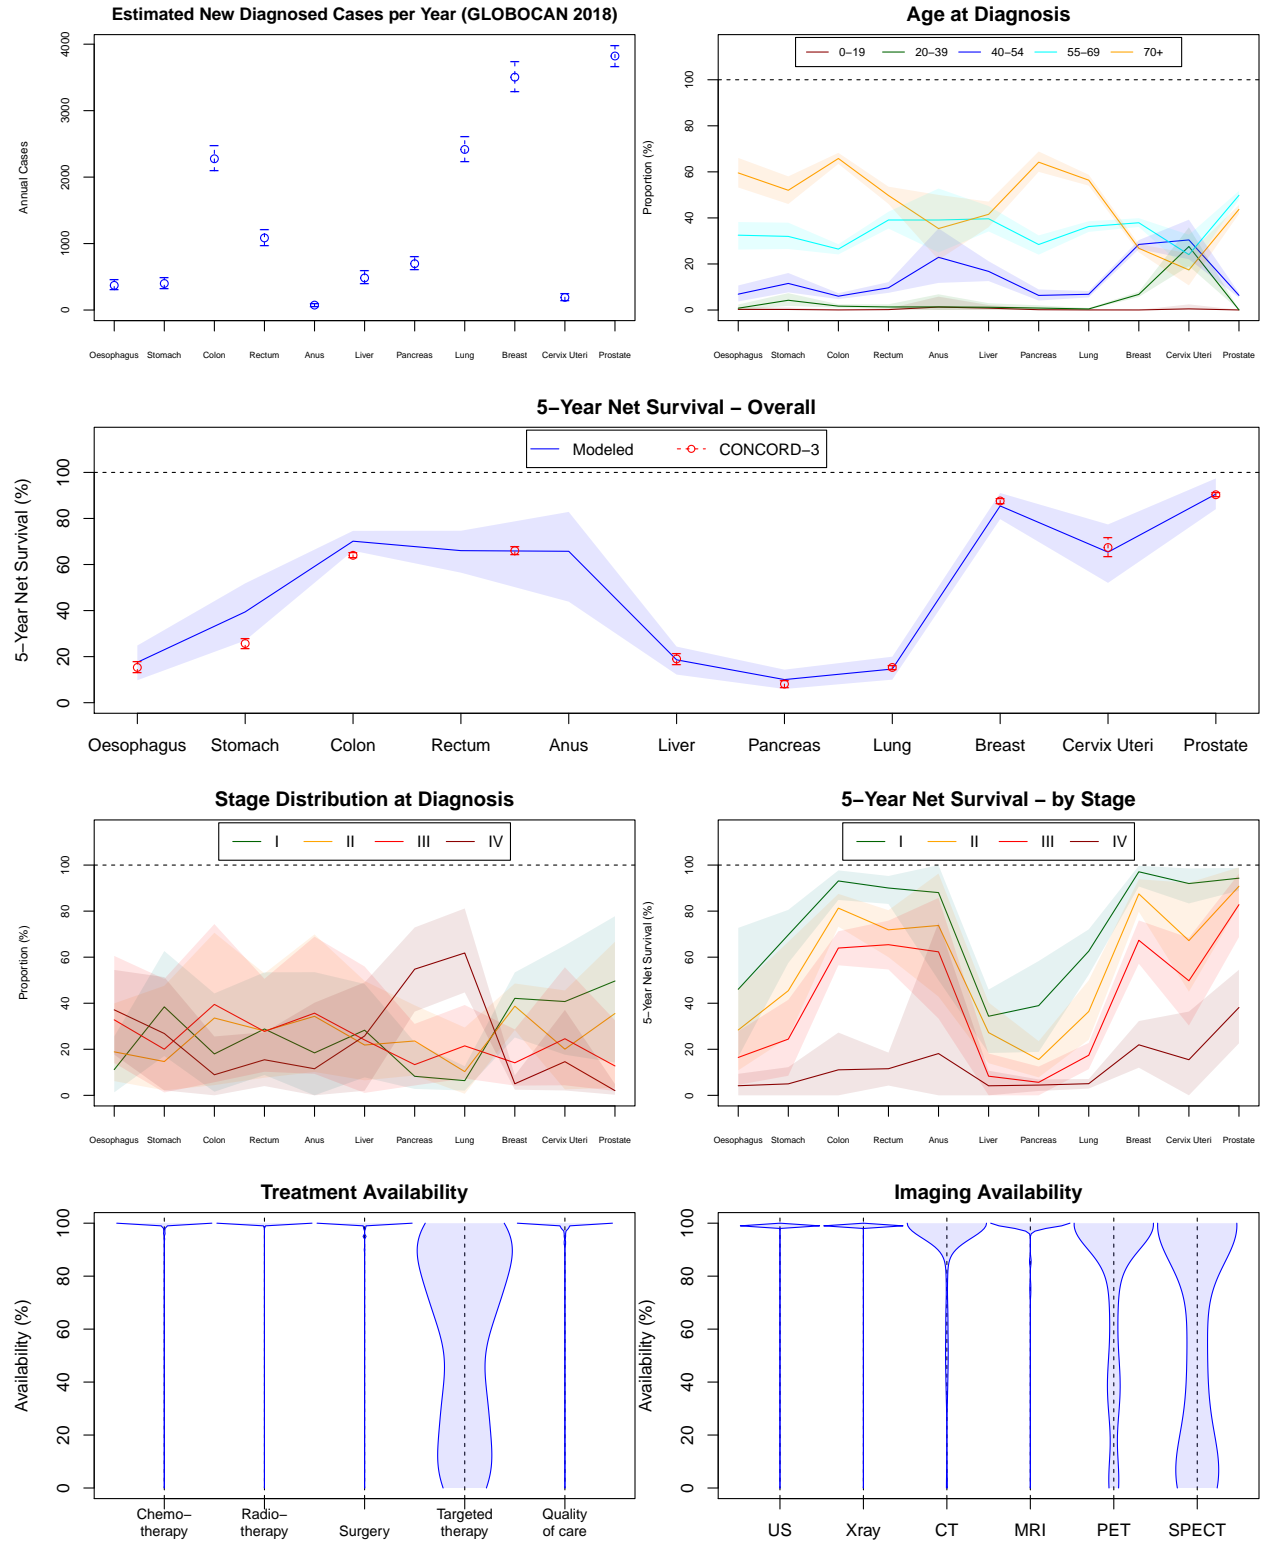 Estimated New Diagnosed Cases per Year (GLOBOCAN 2018)
Annual Cases
0
1000
2000
3000
4000
Oesophagus Stomach Colon Rectum Anus Liver Pancreas Lung Breast Cervix Uteri Prostate
Age at Diagnosis
0−19 20−39 40−54 55−69 70+
Proportion (%)
0
20
40
60
80
100
Oesophagus Stomach Colon Rectum Anus Liver Pancreas Lung Breast Cervix Uteri Prostate
5−Year Net Survival − Overall
Modeled CONCORD−3
5−Year Net Survival (%)
0
20
40
60
80
100
Oesophagus Stomach Colon Rectum Anus Liver Pancreas Lung Breast Cervix Uteri Prostate
Stage Distribution at Diagnosis
I II III IV
Proportion (%)
0
20
40
60
80
100
Oesophagus Stomach Colon Rectum Anus Liver Pancreas Lung Breast Cervix Uteri Prostate
5−Year Net Survival − by Stage
I II III IV
5−Year Net Survival (%)
0
20
40
60
80
100
Oesophagus Stomach Colon Rectum Anus Liver Pancreas Lung Breast Cervix Uteri Prostate
Treatment Availability
Availability (%)
0
20
40
60
80
100
Chemo−
therapy
Radio−
therapy
Surgery
Targeted
therapy
Quality
of care
Imaging Availability
Availability (%)
0
20
40
60
80
100
US Xray CT MRI PET SPECT